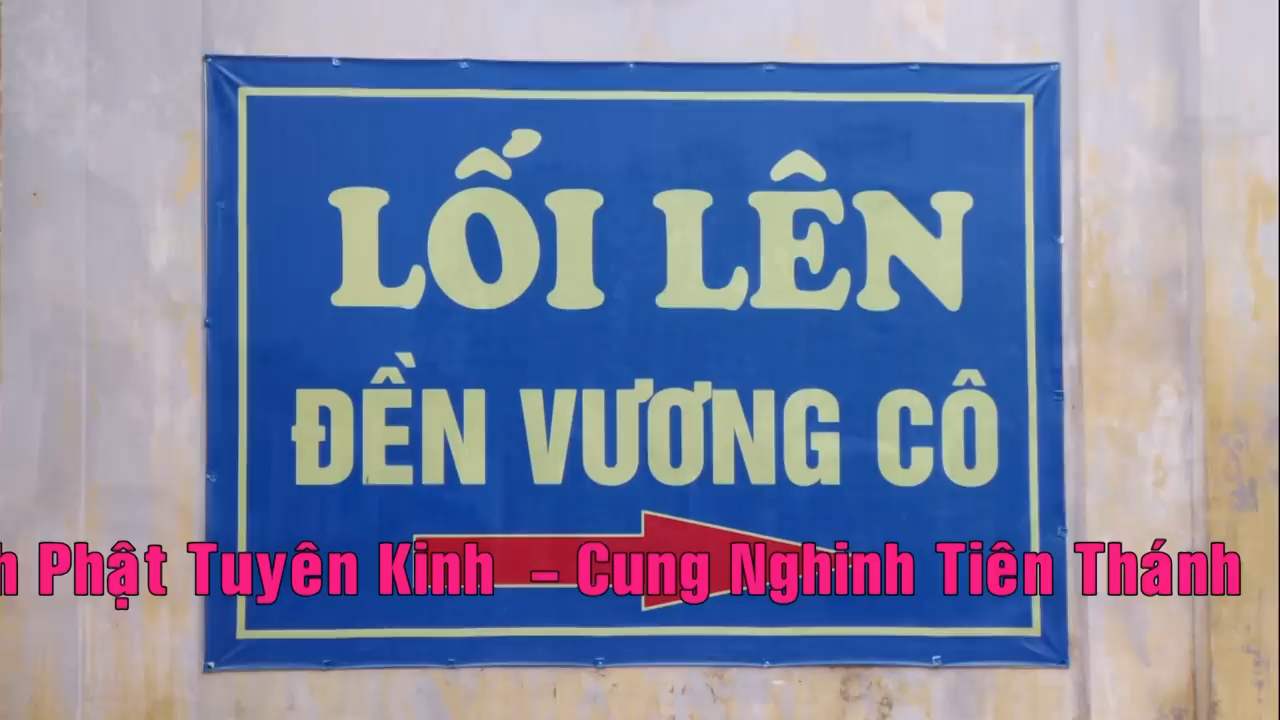 LỐI LÊN
ĐỀN VƯƠNG CÔ
Phật Tuyên Kinh – Cung Nghinh Tiên Thánh